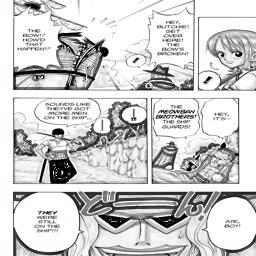 HEY,
BUTCHIE!
GET
OVER
HERE!
THE
BOW'S
BROKEN!
THE
BOW!?
HOW'D
THAT
HAPPEN!?
!
HEY,
IT'S--
THE
MEOWBAN
BROTHERS!
THE SHIP
GUARDS!
!
!
SOUNDS LIKE
THEY'VE GOT
MORE MEN
ON THE SHIP...
AYE,
BOY!
THEY
WERE
STILL
ON THE
SHIP!!!